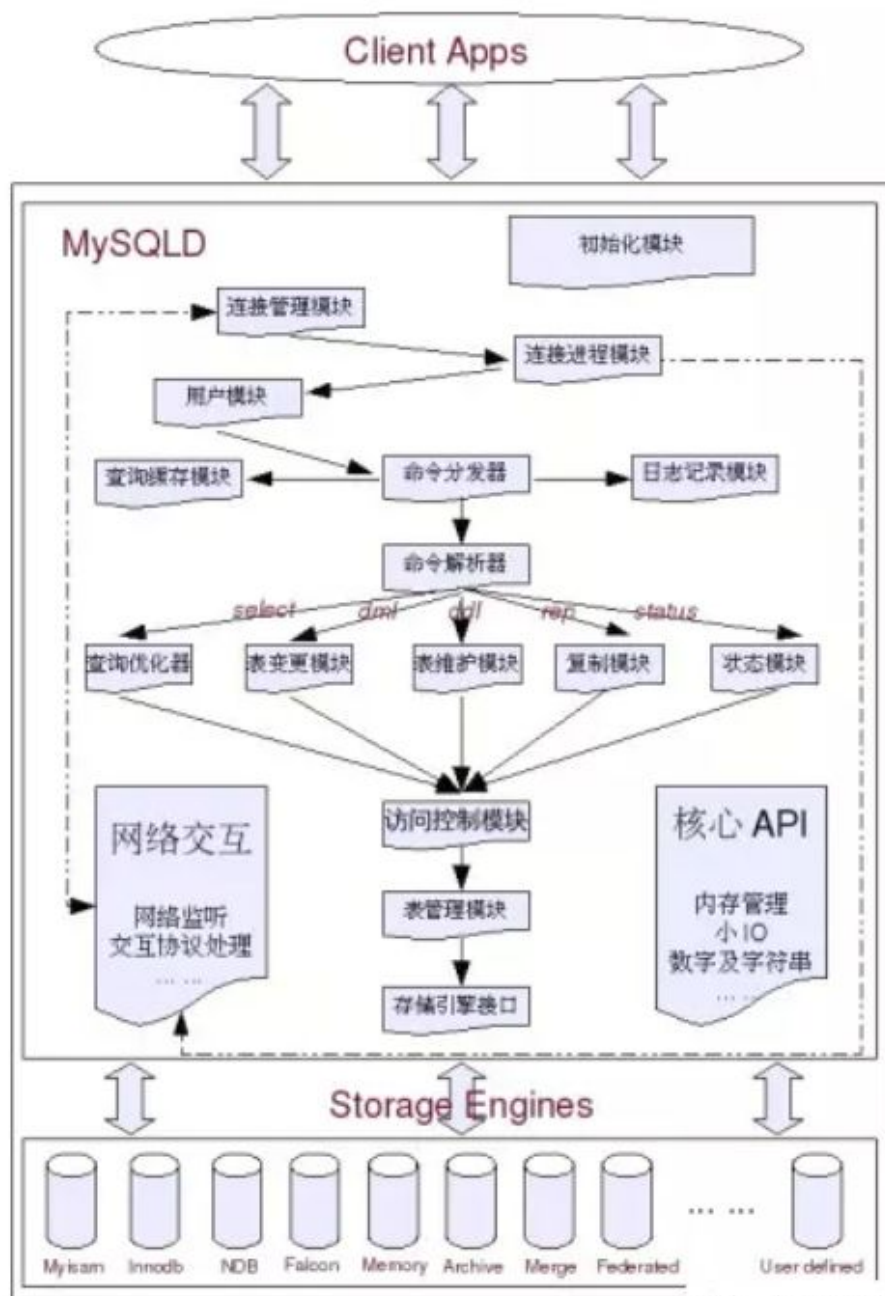 Client Apps
MySQLD
初始化模块
连接管理模块
连接进程模块
用户模块
查询缓存模块
命令分发器
日志记录模块
命令解析器
select
dml
ddl
rep
status
查询优化器
表变更模块
表维护模块
复制模块
状态模块
网络交互
网络监听
交互协议处理
... ...
访问控制模块
表管理模块
存储引擎接口
核心 API
内存管理
小 IO
数字及字符串
... ...
Storage Engines
Myisam
Innodb
NDB
Falcon
Memory
Archive
Merge
Federated
... ...
User defined